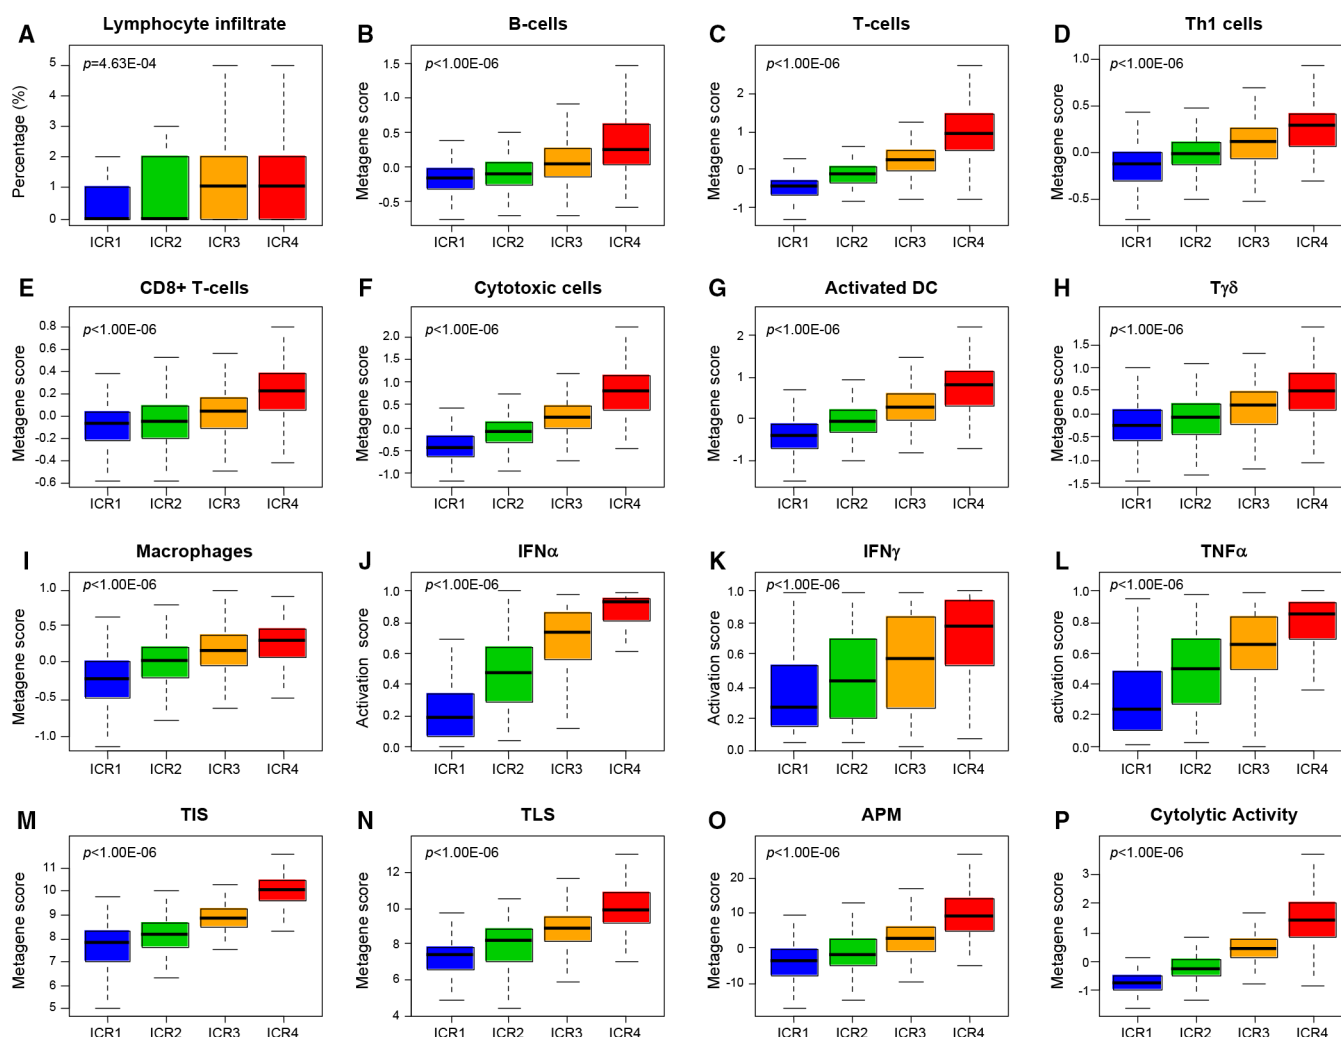 A Lymphocyte infiltrate
p=4.63E-04
Percentage (%)
5
4
3
2
1
0
ICR1 ICR2 ICR3 ICR4
B B-cells
p<1.00E-06
Metagene score
1.5
1.0
0.5
0.0
-0.5
ICR1 ICR2 ICR3 ICR4
C T-cells
p<1.00E-06
Metagene score
2
1
0
-1
ICR1 ICR2 ICR3 ICR4
D Th1 cells
p<1.00E-06
Metagene score
1.0
0.5
0.0
-0.5
ICR1 ICR2 ICR3 ICR4
E CD8+ T-cells
p<1.00E-06
Metagene score
0.8
0.6
0.4
0.2
0.0
-0.2
-0.4
-0.6
ICR1 ICR2 ICR3 ICR4
F Cytotoxic cells
p<1.00E-06
Metagene score
2.0
1.5
1.0
0.5
0.0
-0.5
-1.0
ICR1 ICR2 ICR3 ICR4
G Activated DC
p<1.00E-06
Metagene score
2
1
0
-1
ICR1 ICR2 ICR3 ICR4
H Tγδ
p<1.00E-06
Metagene score
1.5
1.0
0.5
0.0
-0.5
-1.0
-1.5
ICR1 ICR2 ICR3 ICR4
I Macrophages
p<1.00E-06
Metagene score
1.0
0.5
0.0
-0.5
-1.0
ICR1 ICR2 ICR3 ICR4
J IFNα
p<1.00E-06
Activation score
1.0
0.8
0.6
0.4
0.2
0.0
ICR1 ICR2 ICR3 ICR4
K IFNγ
p<1.00E-06
Activation score
1.0
0.8
0.6
0.4
0.2
0.0
ICR1 ICR2 ICR3 ICR4
L TNFα
p<1.00E-06
activation score
1.0
0.8
0.6
0.4
0.2
0.0
ICR1 ICR2 ICR3 ICR4
M TIS
p<1.00E-06
Metagene score
11
10
9
8
7
6
5
ICR1 ICR2 ICR3 ICR4
N TLS
p<1.00E-06
Metagene score
12
10
8
6
4
ICR1 ICR2 ICR3 ICR4
O APM
p<1.00E-06
Metagene score
20
10
0
-10
ICR1 ICR2 ICR3 ICR4
P Cytolytic Activity
p<1.00E-06
Metagene score
3
2
1
0
-1
ICR1 ICR2 ICR3 ICR4